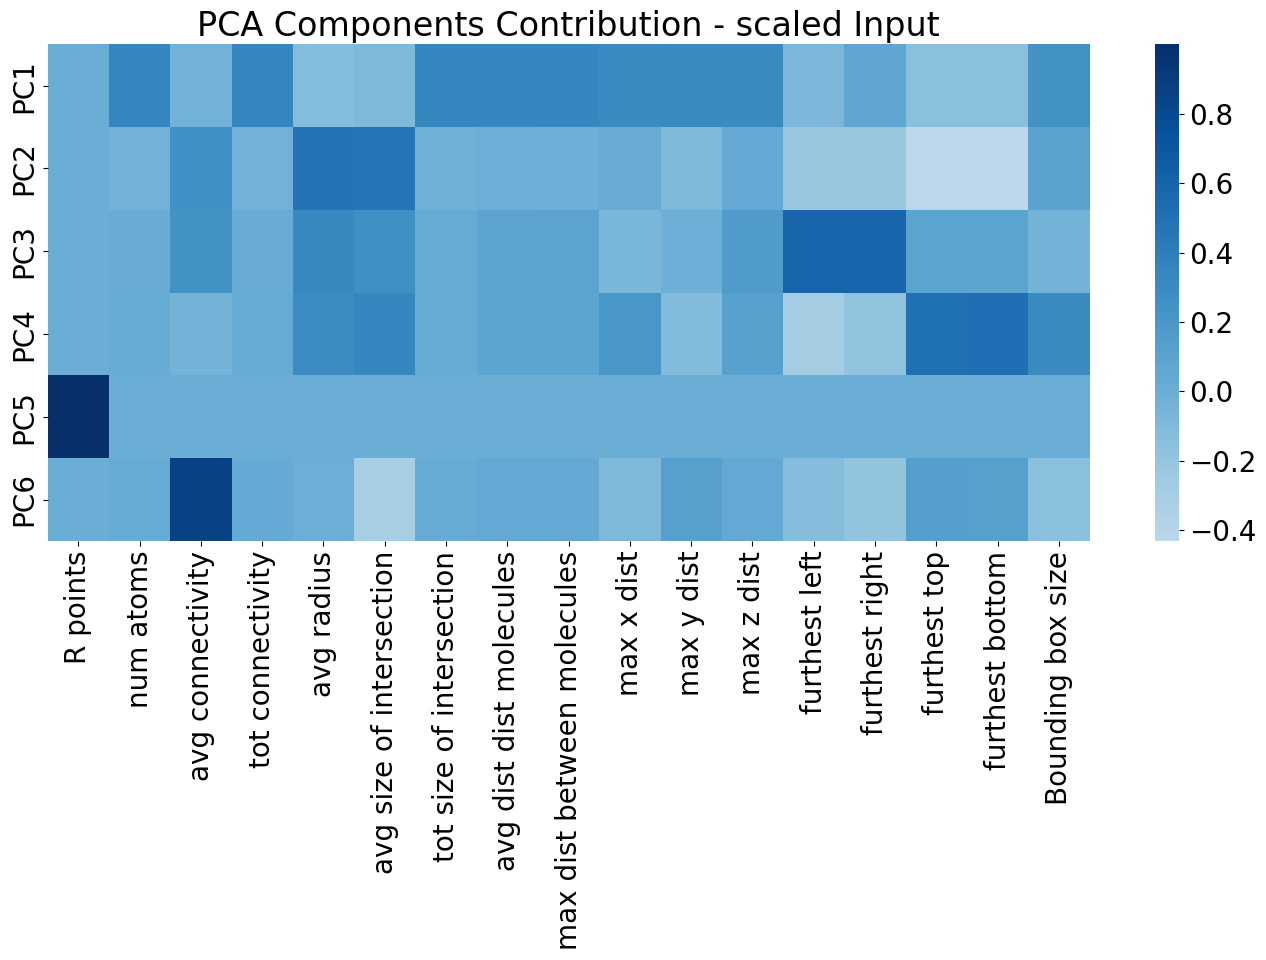 PCA Components Contribution - scaled Input
PC1
PC2
PC3
PC4
PC5
PC6
R points
num atoms
avg connectivity
tot connectivity
avg radius
avg size of intersection
tot size of intersection
avg dist dist molecules
max dist between molecules
max x dist
max y dist
max z dist
furthest left
furthest right
furthest top
furthest bottom
Bounding box size
0.8
0.6
0.4
0.2
0.0
−0.2
−0.4